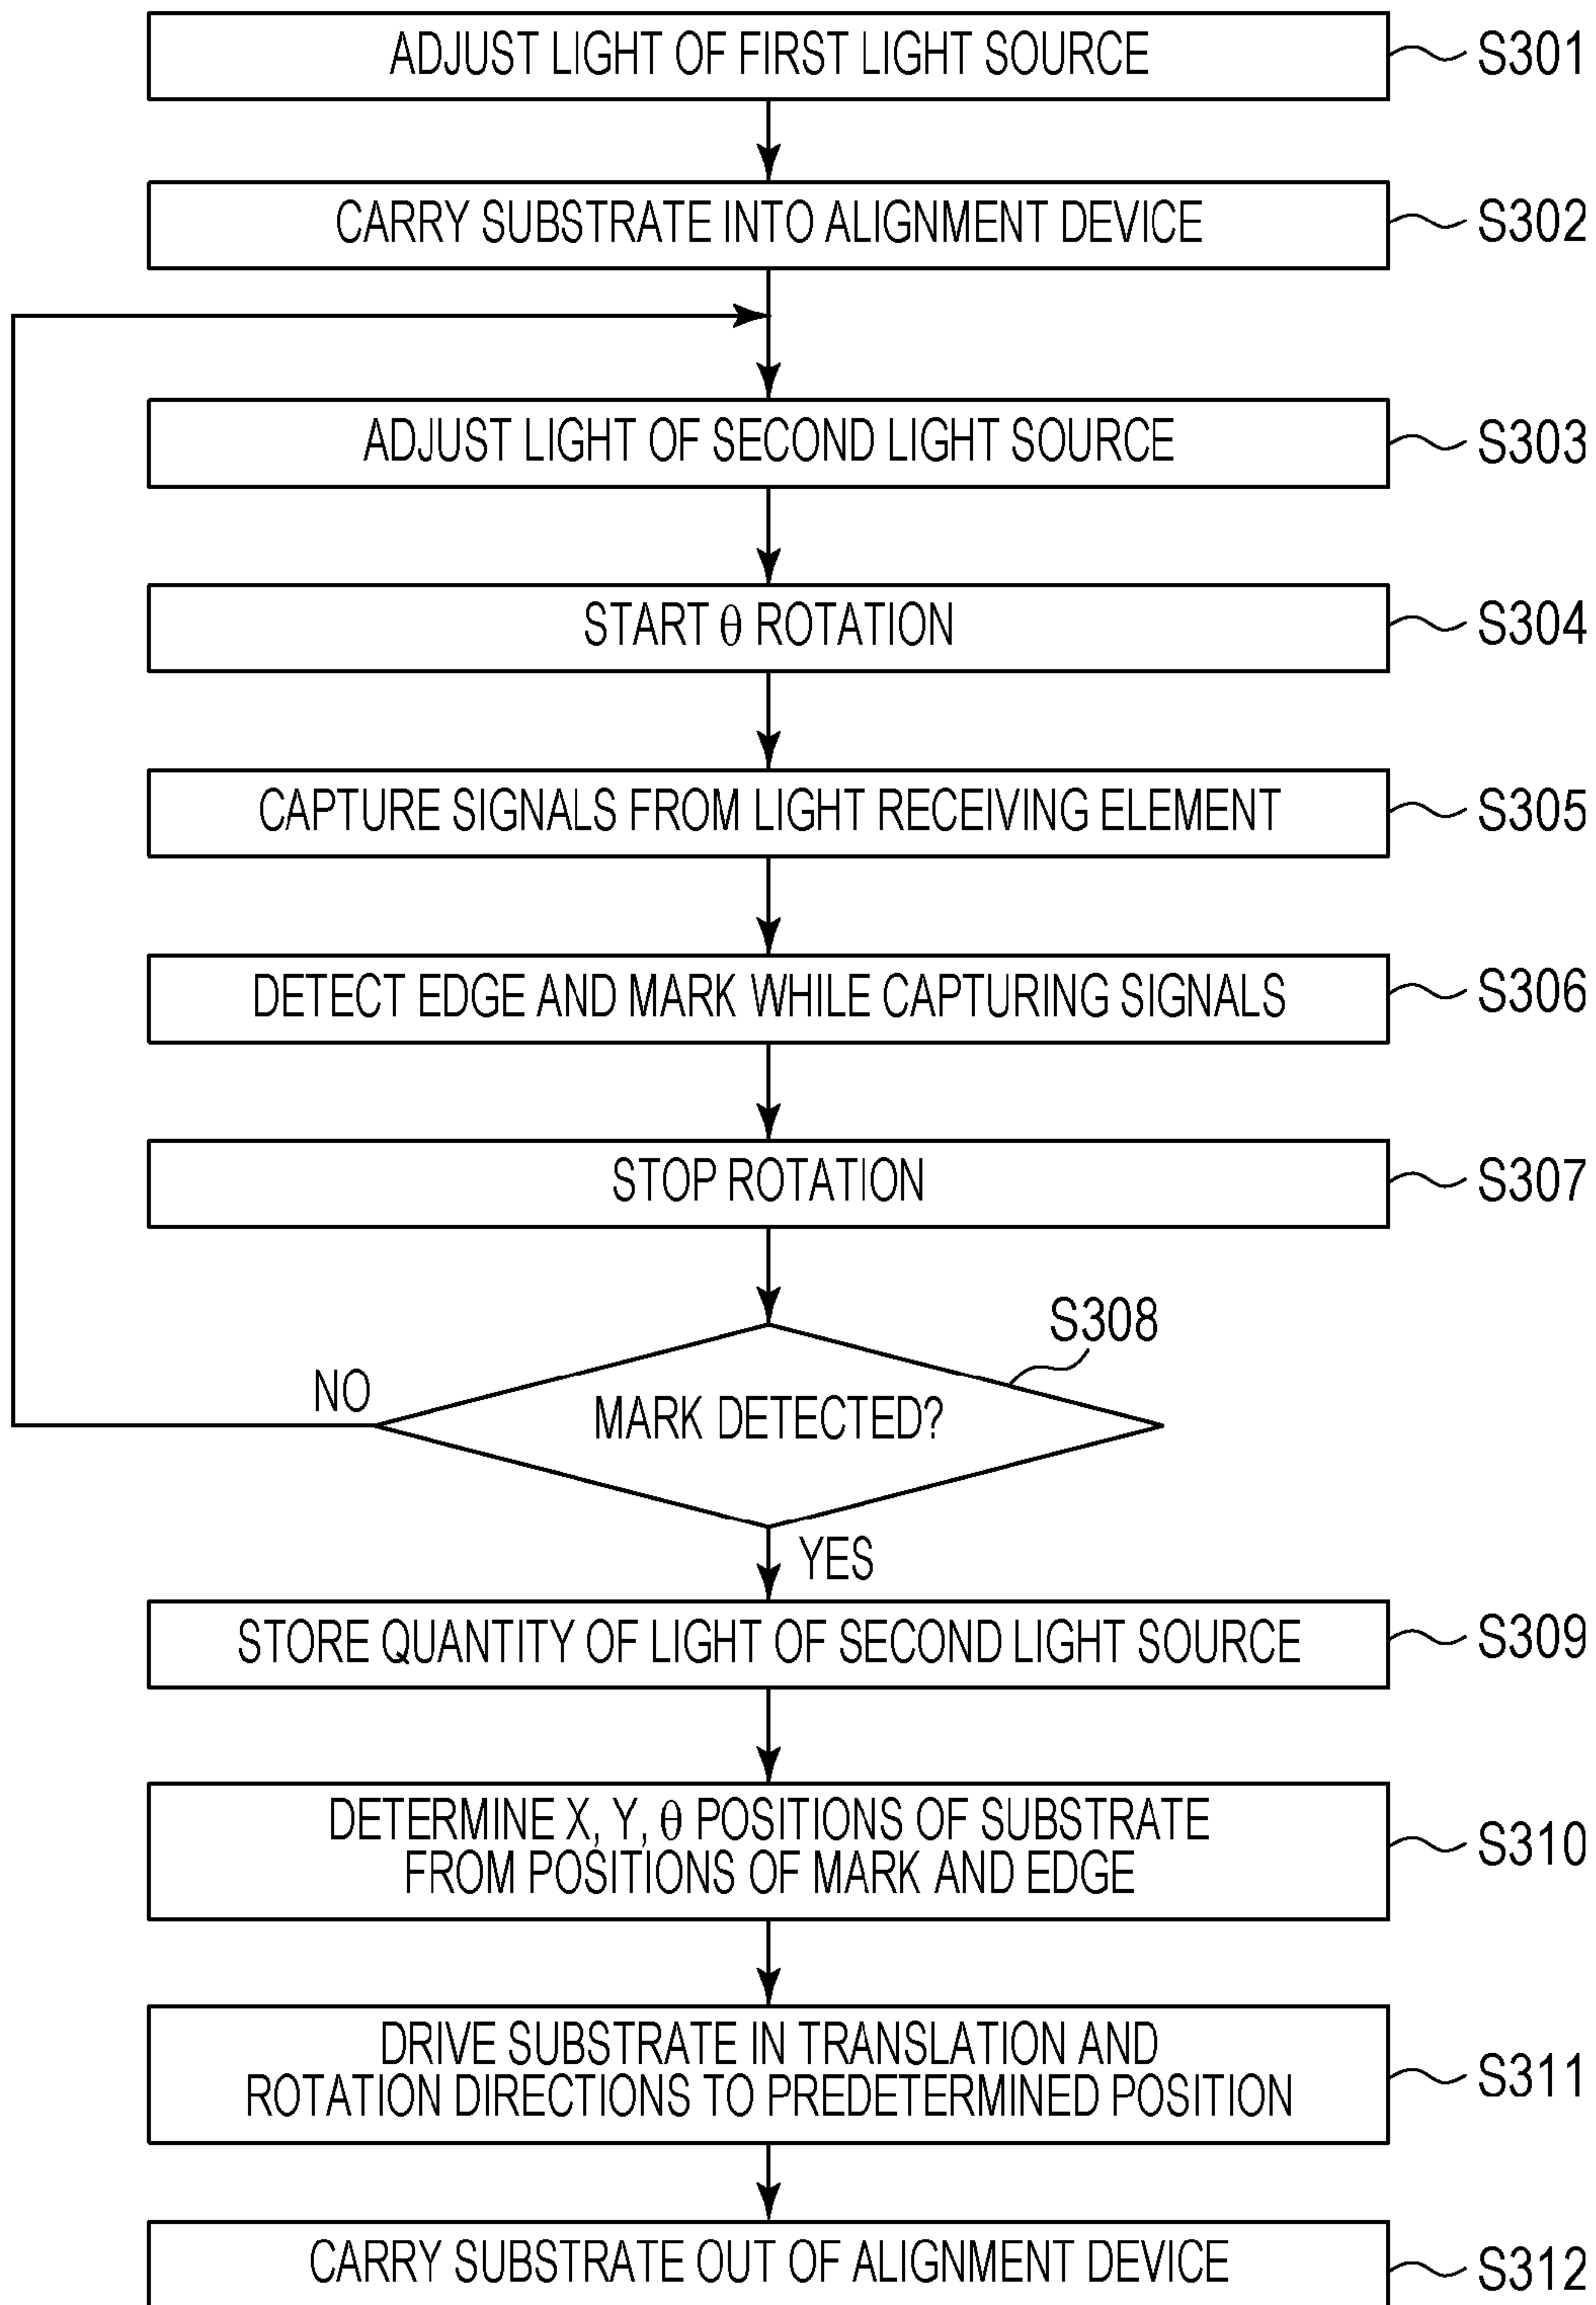 ADJUST LIGHT OF FIRST LIGHT SOURCE S301
CARRY SUBSTRATE INTO ALIGNMENT DEVICE S302
ADJUST LIGHT OF SECOND LIGHT SOURCE S303
START θ ROTATION S304
CAPTURE SIGNALS FROM LIGHT RECEIVING ELEMENT S305
DETECT EDGE AND MARK WHILE CAPTURING SIGNALS S306
STOP ROTATION S307
S308
NO
MARK DETECTED?
YES
STORE QUANTITY OF LIGHT OF SECOND LIGHT SOURCE S309
DETERMINE X, Y, θ POSITIONS OF SUBSTRATE
FROM POSITIONS OF MARK AND EDGE
S310
DRIVE SUBSTRATE IN TRANSLATION AND
ROTATION DIRECTIONS TO PREDETERMINED POSITION
S311
CARRY SUBSTRATE OUT OF ALIGNMENT DEVICE S312